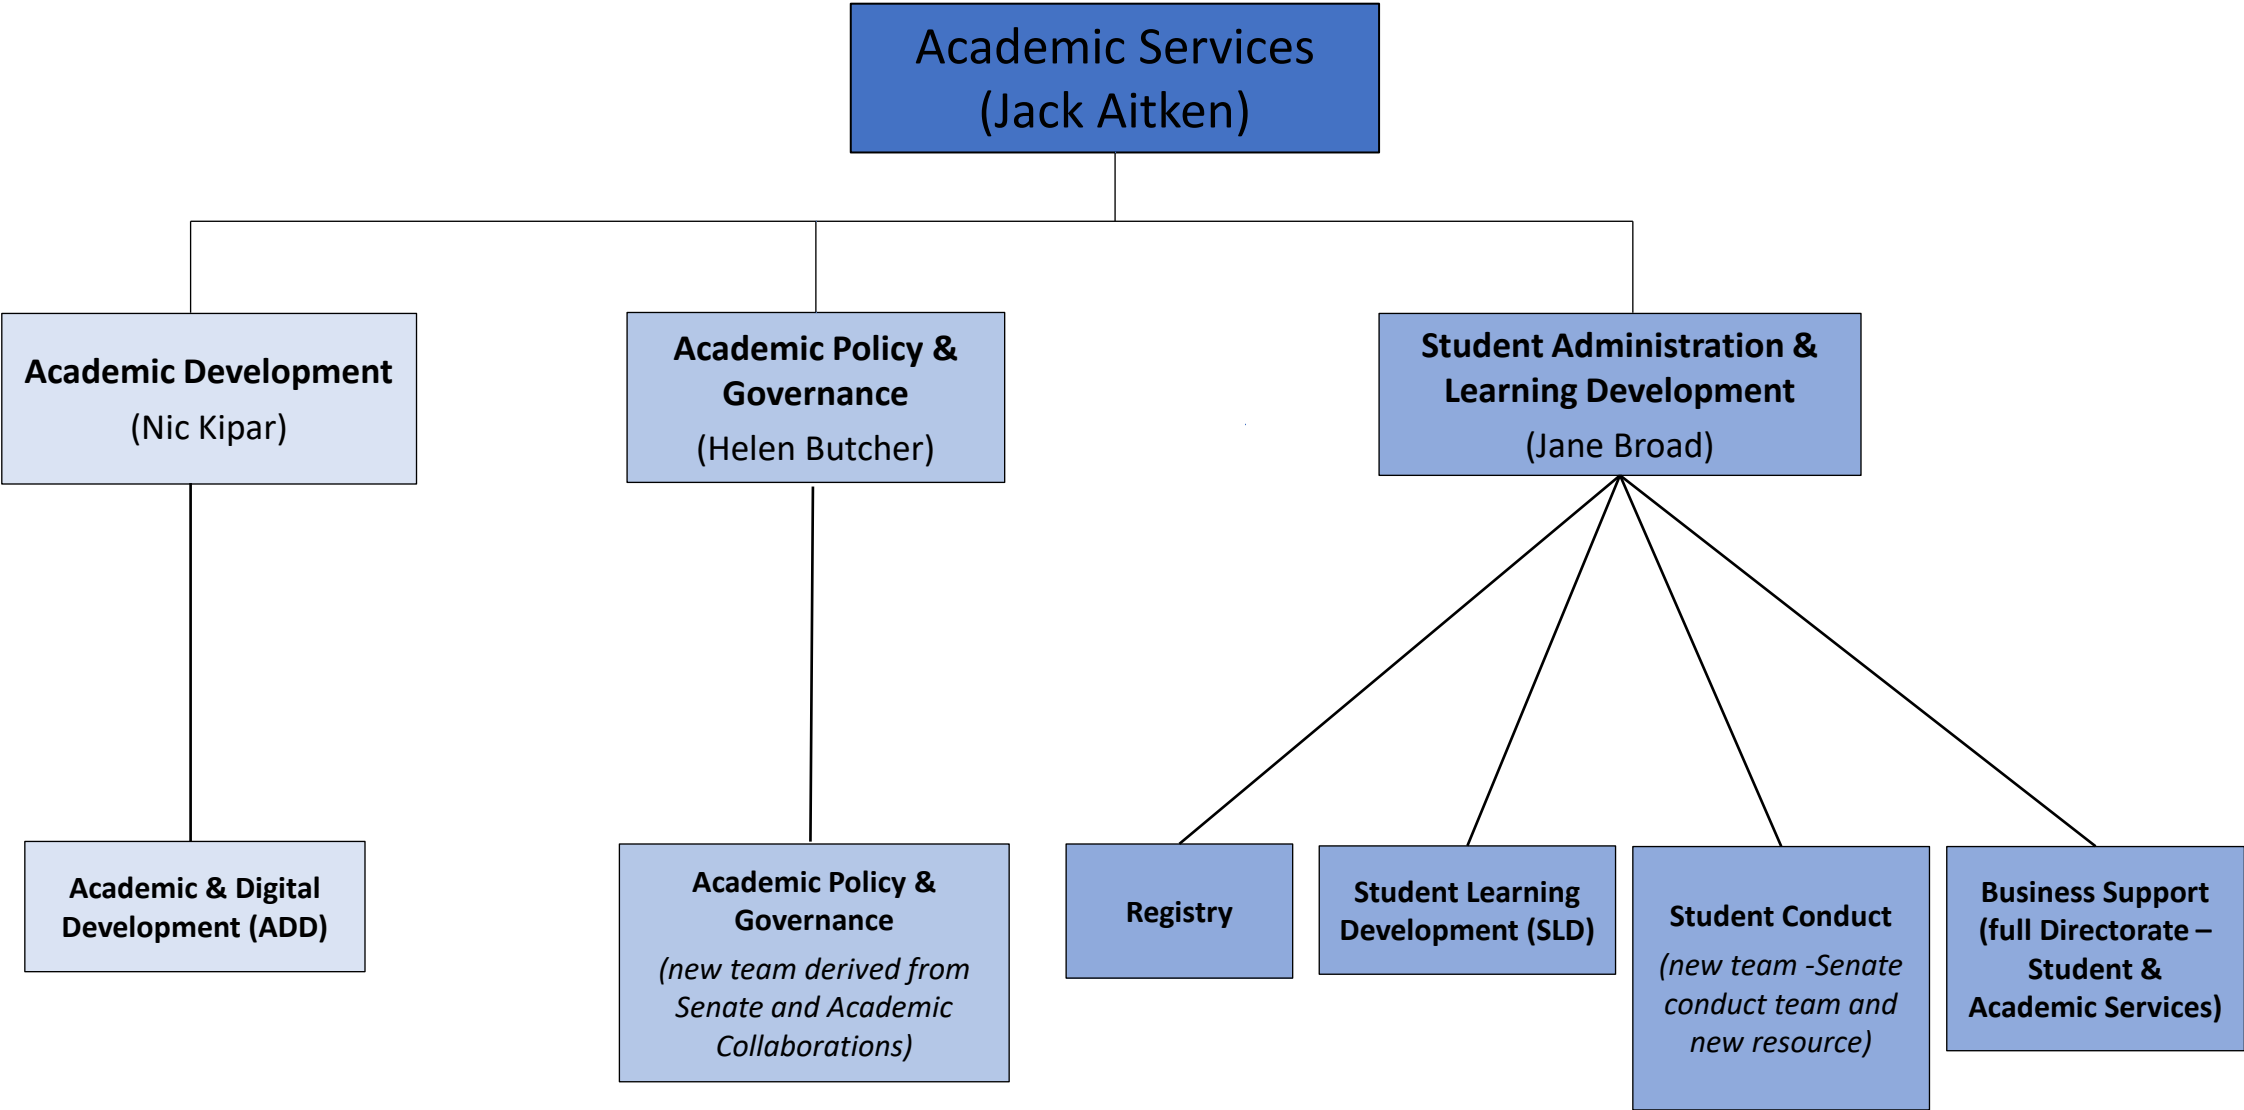 Academic Services
(Jack Aitken)
Academic Development
(Nic Kipar)
Academic Policy &
Governance
(Helen Butcher)
Student Administration &
Learning Development
(Jane Broad)
Academic & Digital
Development (ADD)
Academic Policy &
Governance
(new team derived from
Senate and Academic
Collaborations)
Registry
Student Learning
Development (SLD)
Student Conduct
(new team -Senate
conduct team and
new resource)
Business Support
(full Directorate –
Student &
Academic Services)